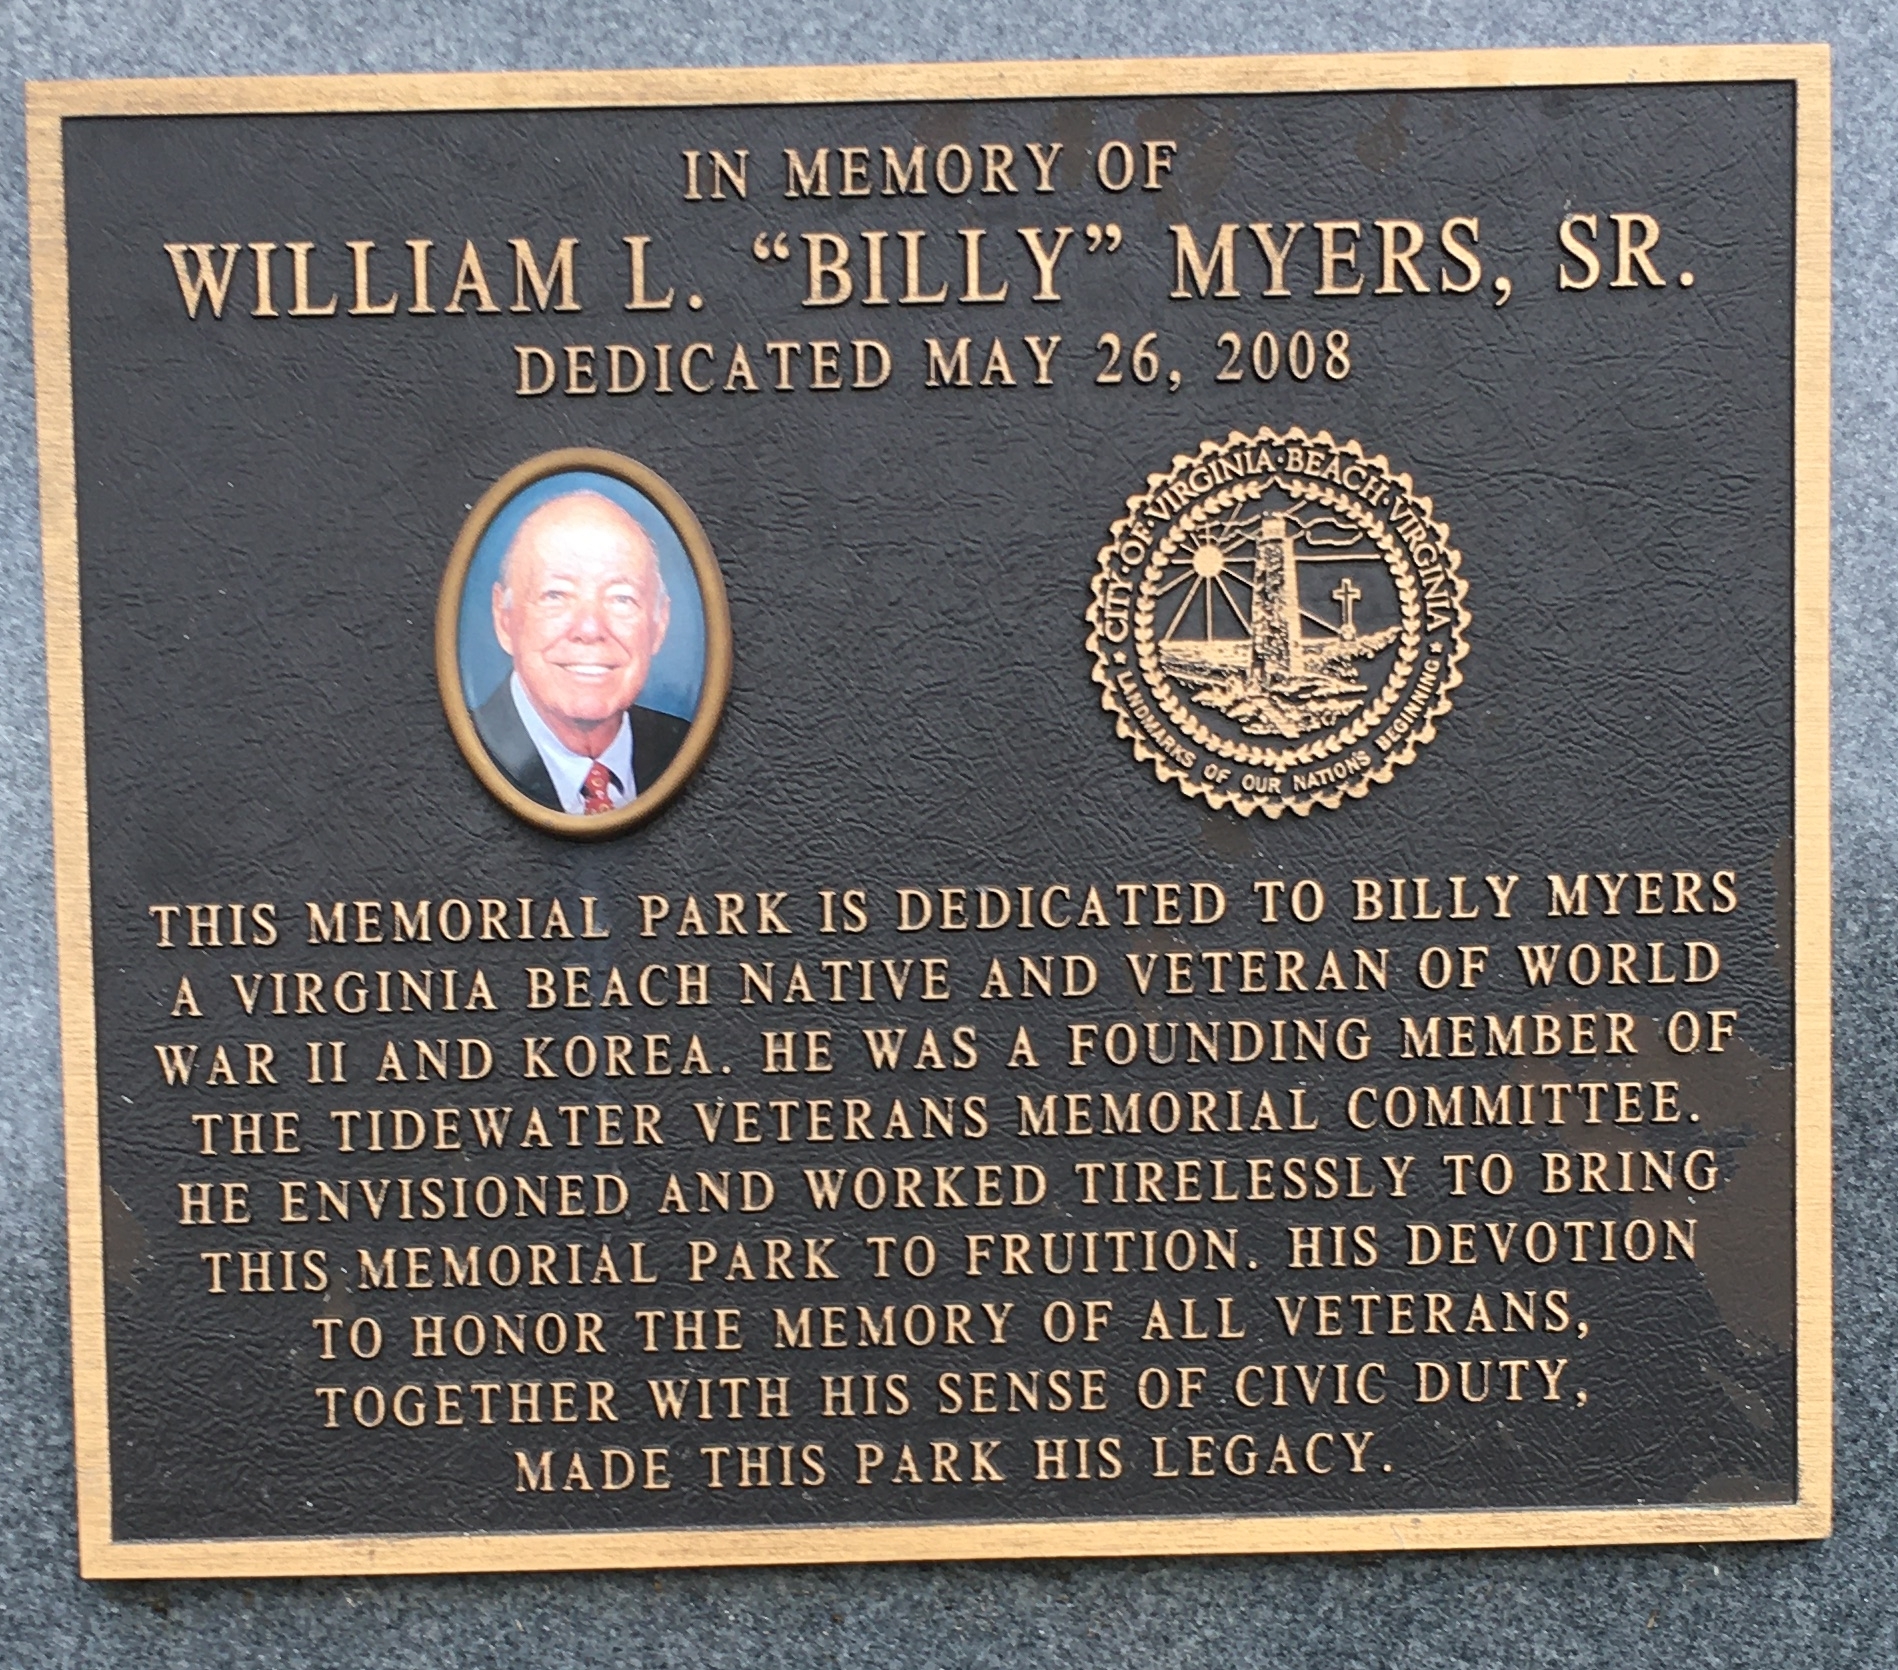 IN MEMORY OF
WILLIAM L. “BILLY” MYERS, SR.
DEDICATED MAY 26, 2008
CITY·OF·VIRGINIA·BEACH·VIRGINIA
LANDMARKS OF OUR NATIONS BEGINNING
THIS MEMORIAL PARK IS DEDICATED TO BILLY MYERS
A VIRGINIA BEACH NATIVE AND VETERAN OF WORLD
WAR II AND KOREA. HE WAS A FOUNDING MEMBER OF
THE TIDEWATER VETERANS MEMORIAL COMMITTEE.
HE ENVISIONED AND WORKED TIRELESSLY TO BRING
THIS MEMORIAL PARK TO FRUITION. HIS DEVOTION
TO HONOR THE MEMORY OF ALL VETERANS,
TOGETHER WITH HIS SENSE OF CIVIC DUTY,
MADE THIS PARK HIS LEGACY.